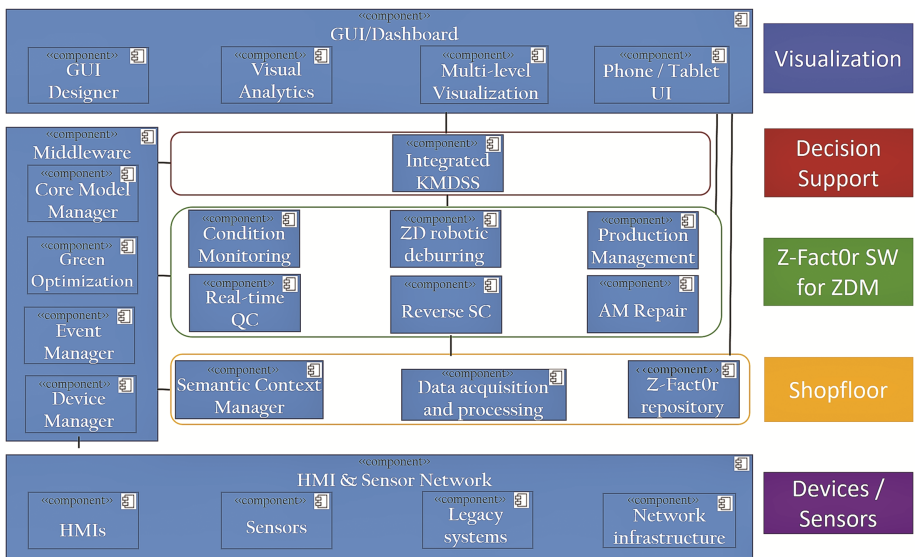 «component»
GUI/Dashboard
«component»
GUI
Designer
«component»
Visual
Analytics
«component»
Multi-level
Visualization
«component»
Phone / Tablet
UI
Visualization
«component»
Middleware
«component»
Core Model
Manager
«component»
Green
Optimization
«component»
Event
Manager
«component»
Device
Manager
«component»
Integrated
KMDSS
Decision
Support
«component»
Condition
Monitoring
«component»
ZD robotic
deburring
«component»
Production
Management
«component»
Real-time
QC
«component»
Reverse SC
«component»
AM Repair
Z-Fact0r SW
for ZDM
«component»
Semantic Context
Manager
«component»
Data acquisition
and processing
«component»
Z-Fact0r
repository
Shopfloor
«component»
HMI & Sensor Network
«component»
HMIs
«component»
Sensors
«component»
Legacy
systems
«component»
Network
infrastructure
Devices /
Sensors